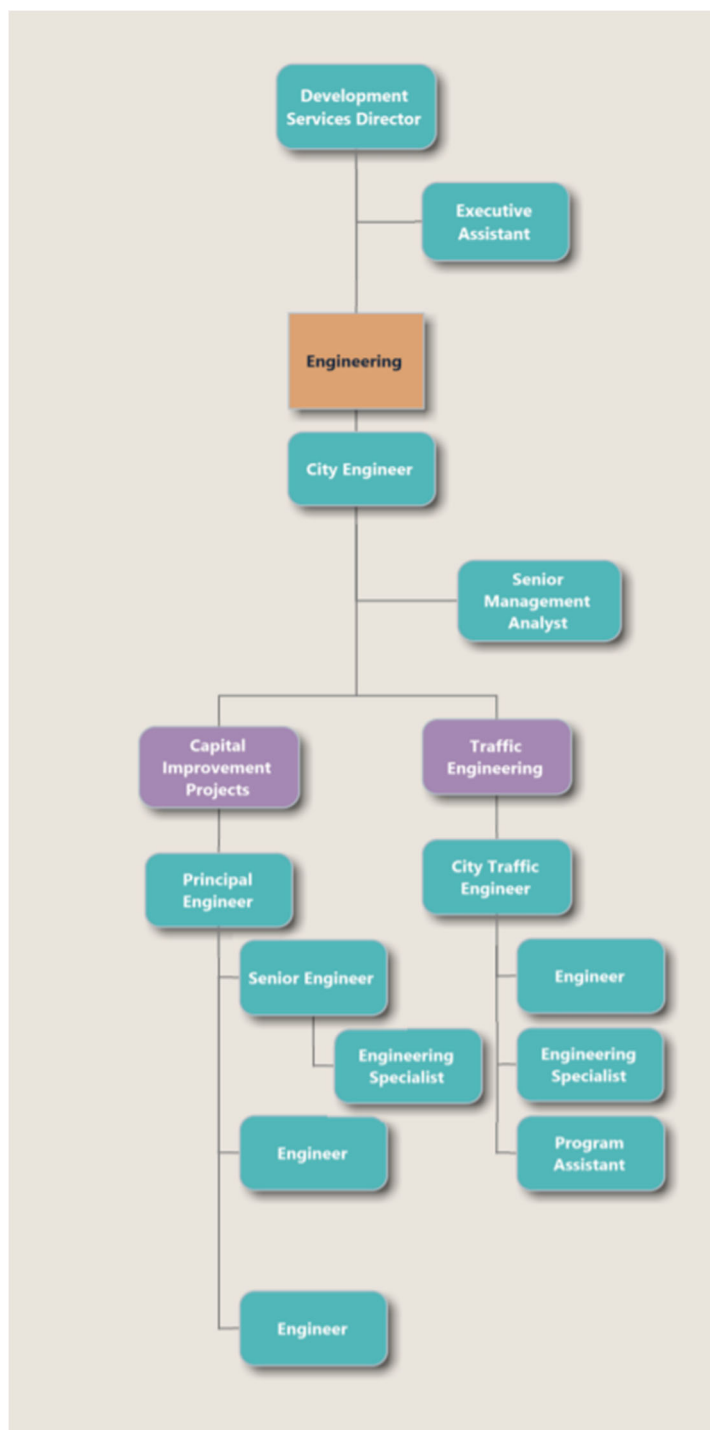 Development
Services Director
Executive
Assistant
Engineering
City Engineer
Senior
Management
Analyst
Capital
Improvement
Projects
Traffic
Engineering
Principal
Engineer
City Traffic
Engineer
Senior Engineer
Engineer
Engineering
Specialist
Engineering
Specialist
Engineer
Program
Assistant
Engineer